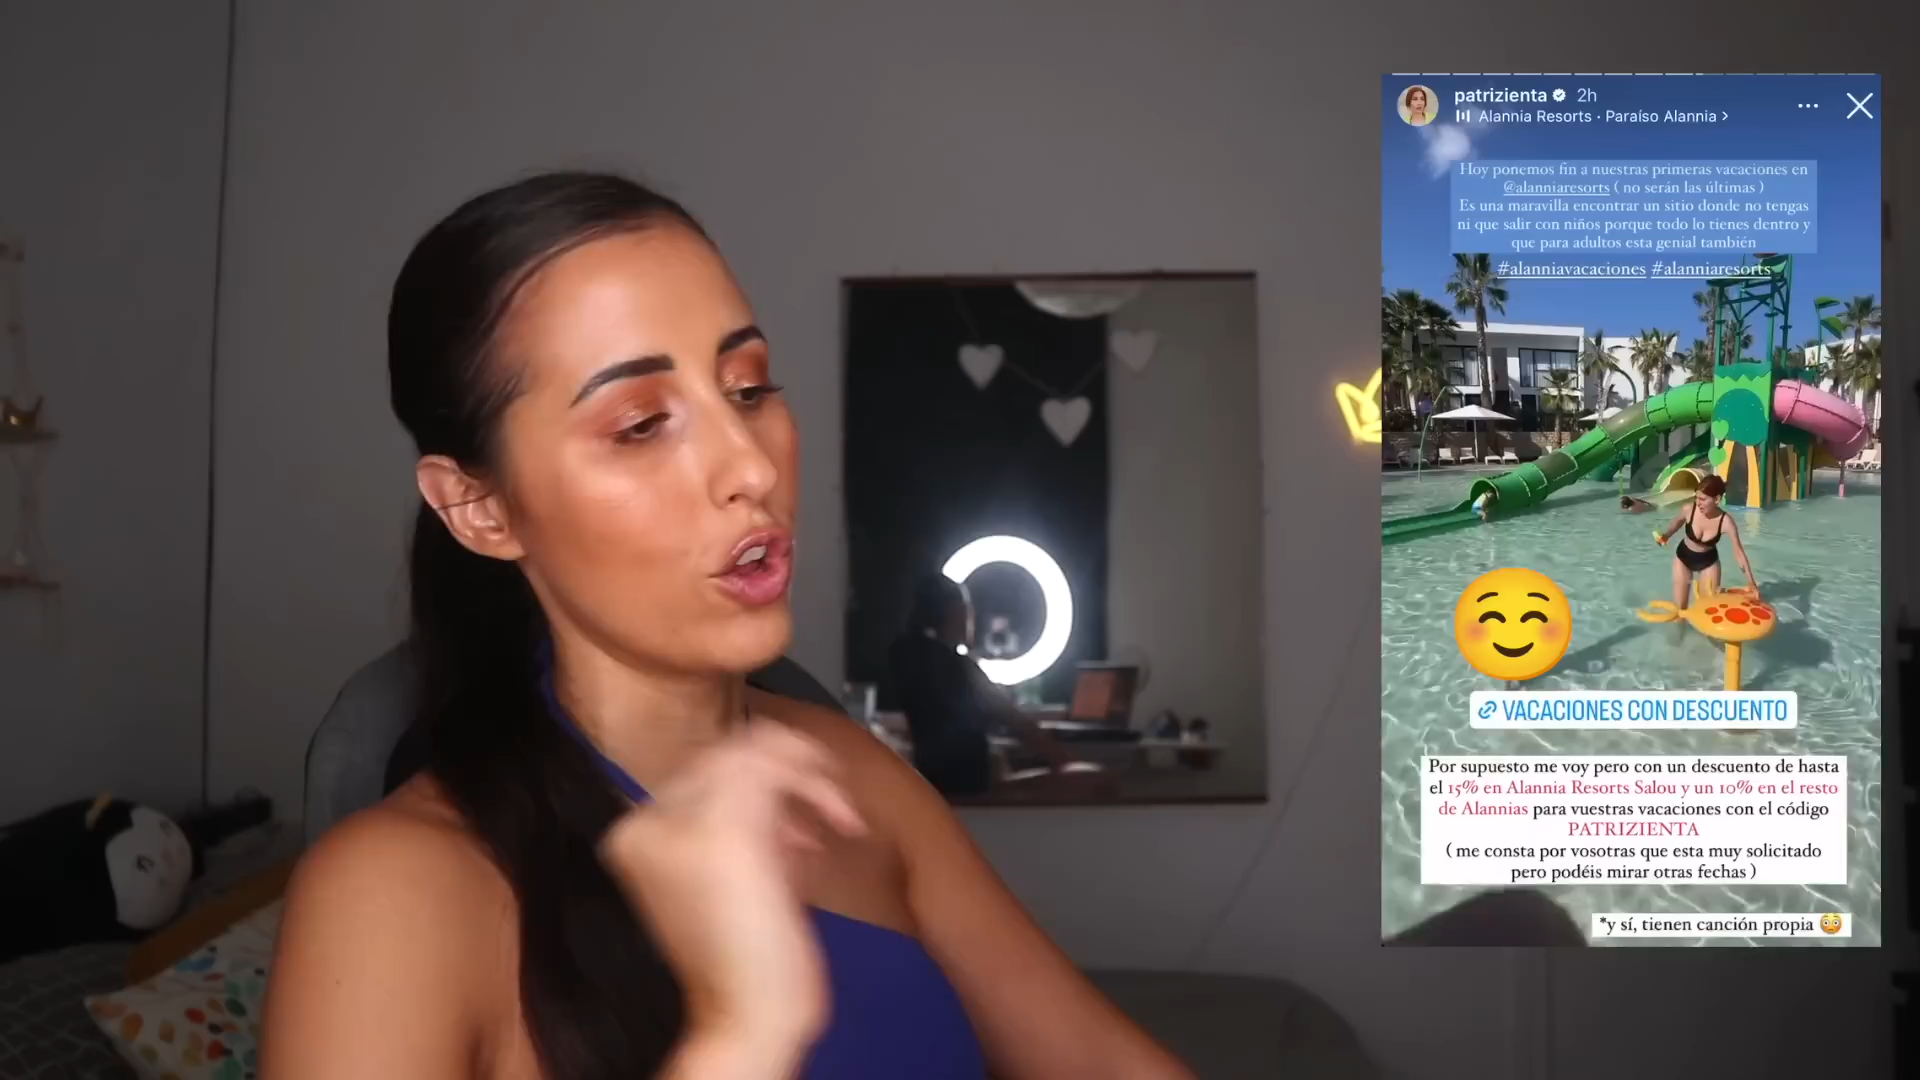 patrizienta 2h
Alannia Resorts · Paraíso Alannia >
Hoy ponemos fin a nuestras primeras vacaciones en
@alanniaresorts ( no serán las últimas )
Es una maravilla encontrar un sitio donde no tengas
ni que salir con niños porque todo lo tienes dentro y
que para adultos esta genial también
#alanniavacaciones #alanniaresorts
VACACIONES CON DESCUENTO
Por supuesto me voy pero con un descuento de hasta
el 15% en Alannia Resorts Salou y un 10% en el resto
de Alannias para vuestras vacaciones con el código
PATRIZIENTA
( me consta por vosotras que esta muy solicitado
pero podéis mirar otras fechas )
*y sí, tienen canción propia 😳